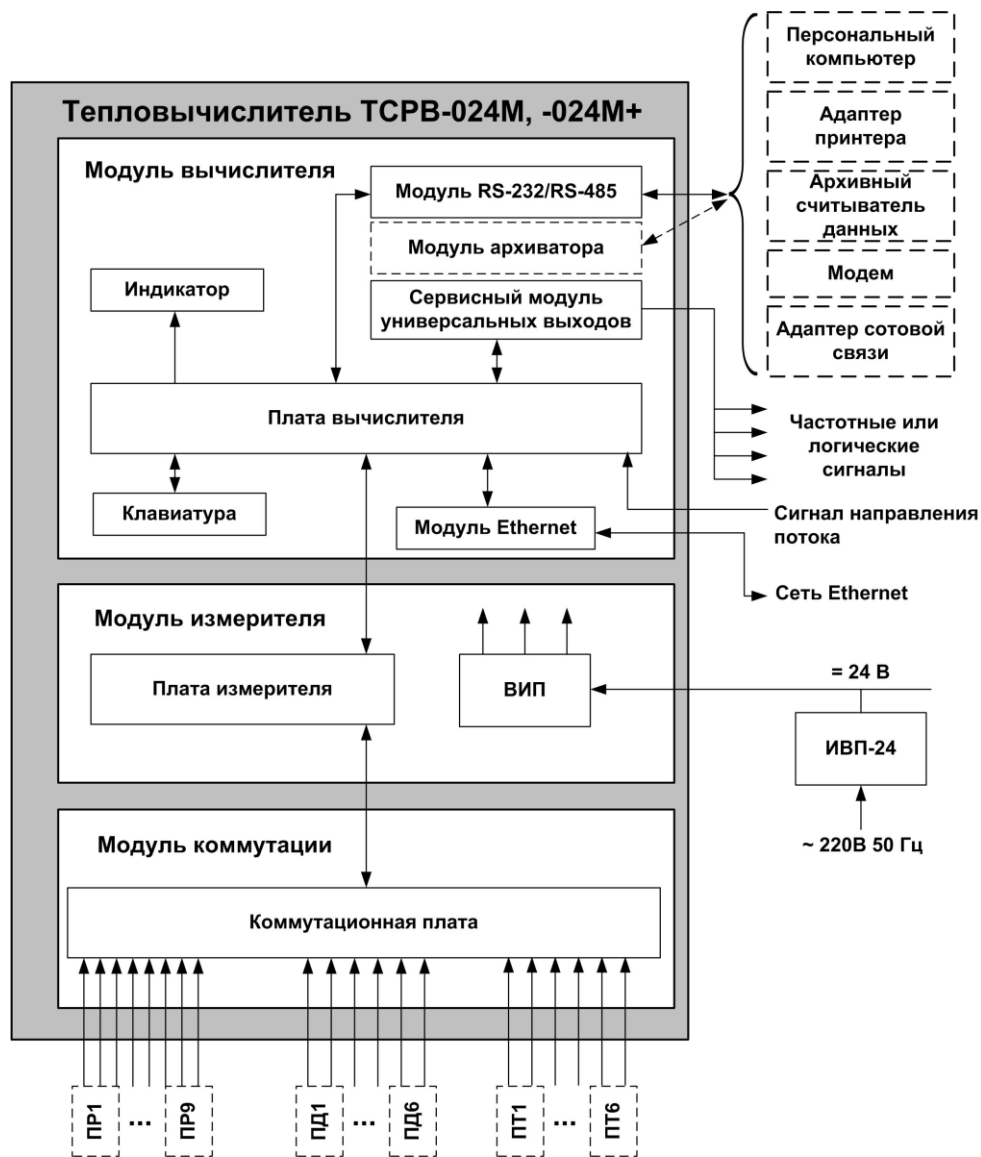 Персональный
компьютер
Адаптер
принтера
Архивный
считыватель
данных
Модем
Адаптер сотовой
связи
Тепловычислитель ТСРВ-024М, -024М+
Модуль вычислителя
Модуль RS-232/RS-485
Модуль архиватора
Индикатор
Сервисный модуль
универсальных выходов
Плата вычислителя
Клавиатура
Модуль Ethernet
Частотные или
логические
сигналы
Сигнал направления
потока
Сеть Ethernet
Модуль измерителя
Плата измерителя
ВИП
= 24 В
ИВП-24
~ 220В 50 Гц
Модуль коммутации
Коммутационная плата
ПР1
...
ПР9
ПД1
...
ПД6
ПТ1
...
ПТ6